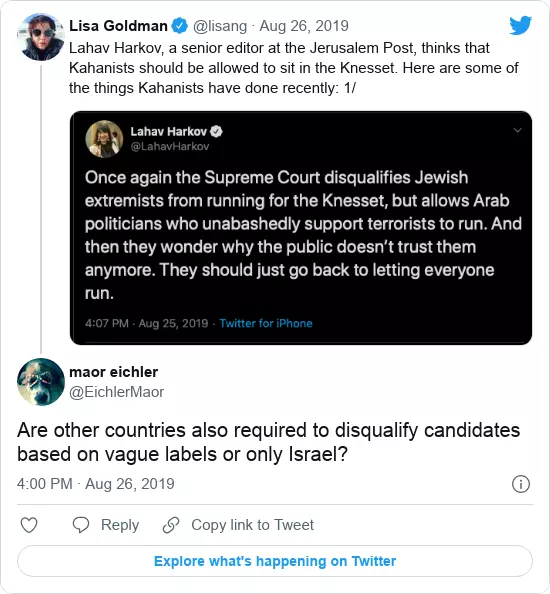 Lisa Goldman @lisang · Aug 26, 2019
Lahav Harkov, a senior editor at the Jerusalem Post, thinks that
Kahanists should be allowed to sit in the Knesset. Here are some of
the things Kahanists have done recently: 1/
Lahav Harkov
@LahavHarkov
Once again the Supreme Court disqualifies Jewish
extremists from running for the Knesset, but allows Arab
politicians who unabashedly support terrorists to run. And
then they wonder why the public doesn't trust them
anymore. They should just go back to letting everyone
run.
4:07 PM · Aug 25, 2019 · Twitter for iPhone
maor eichler
@EichlerMaor
Are other countries also required to disqualify candidates
based on vague labels or only Israel?
4:00 PM · Aug 26, 2019
Reply Copy link to Tweet
Explore what's happening on Twitter